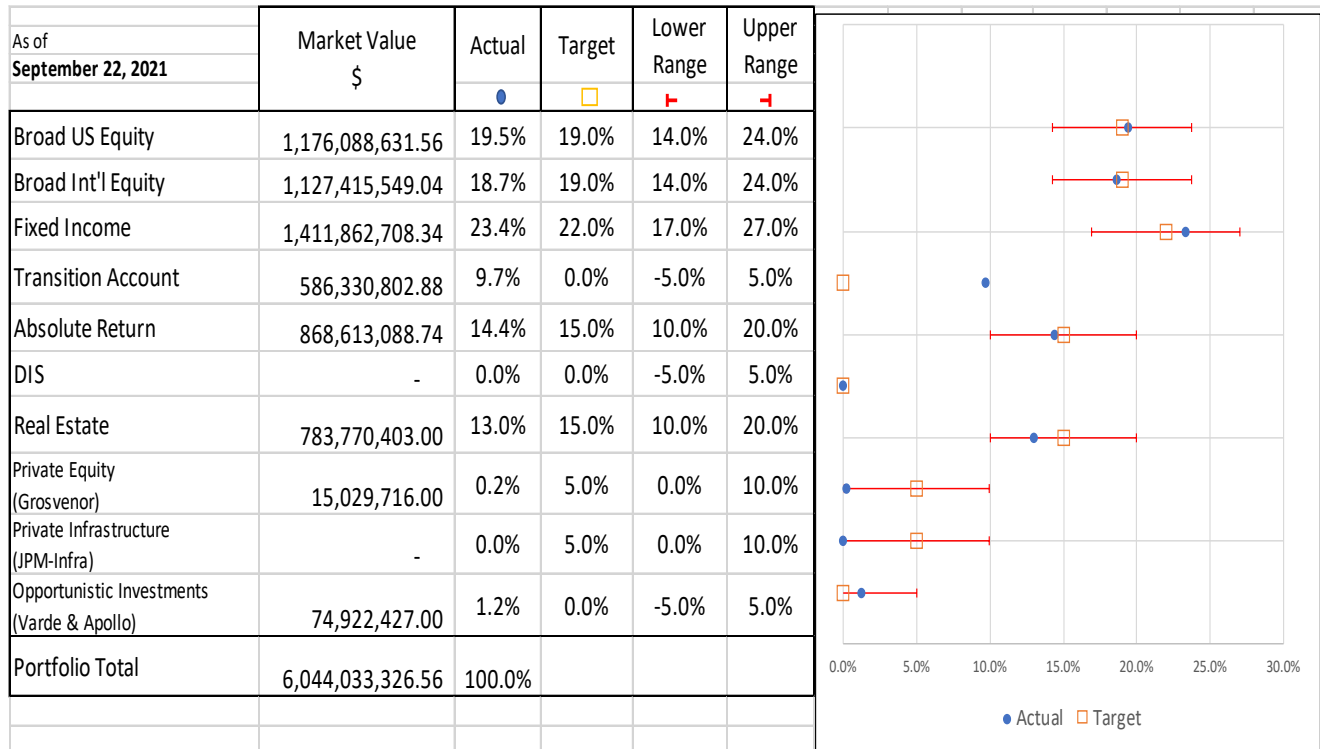 As of
September 22, 2021
Market Value
$
Actual
Target
Lower
Range
Upper
Range
Broad US Equity 1,176,088,631.56 19.5% 19.0% 14.0% 24.0%
Broad Int'l Equity 1,127,415,549.04 18.7% 19.0% 14.0% 24.0%
Fixed Income 1,411,862,708.34 23.4% 22.0% 17.0% 27.0%
Transition Account 586,330,802.88 9.7% 0.0% -5.0% 5.0%
Absolute Return 868,613,088.74 14.4% 15.0% 10.0% 20.0%
DIS - 0.0% 0.0% -5.0% 5.0%
Real Estate 783,770,403.00 13.0% 15.0% 10.0% 20.0%
Private Equity
(Grosvenor) 15,029,716.00 0.2% 5.0% 0.0% 10.0%
Private Infrastructure
(JPM-Infra) - 0.0% 5.0% 0.0% 10.0%
Opportunistic Investments
(Varde & Apollo) 74,922,427.00 1.2% 0.0% -5.0% 5.0%
Portfolio Total 6,044,033,326.56 100.0%
0.0% 5.0% 10.0% 15.0% 20.0% 25.0% 30.0%
Actual Target